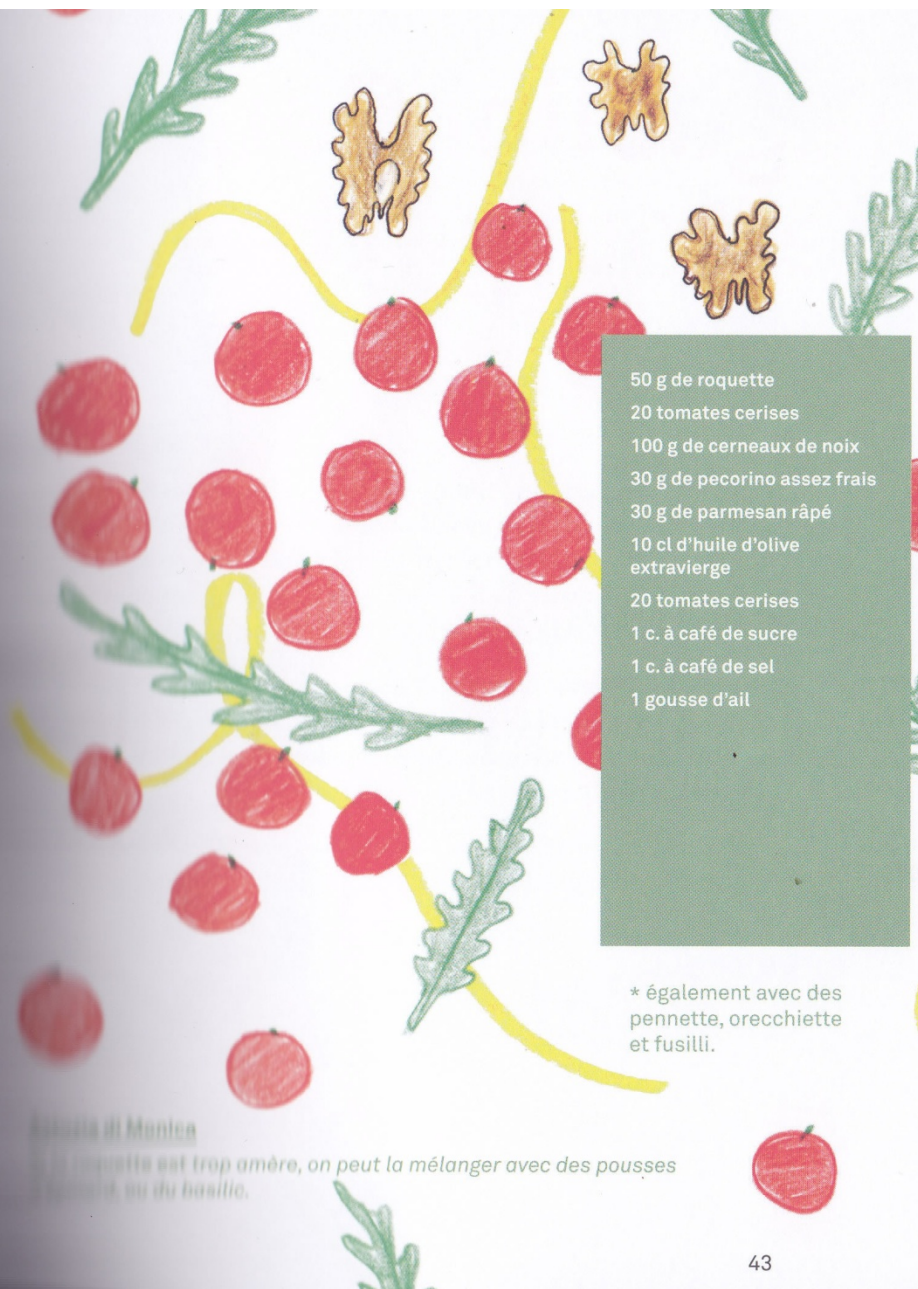 50 g de roquette
20 tomates cerises
100 g de cerneaux de noix
30 g de pecorino assez frais
30 g de parmesan râpé
10 cl d'huile d'olive
extravierge
20 tomates cerises
1 c. à café de sucre
1 c. à café de sel
1 gousse d'ail
* également avec des
pennette, orecchiette
et fusilli.
di Monica
roquette est trop amère, on peut la mélanger avec des pousses
ou du basilic.
43